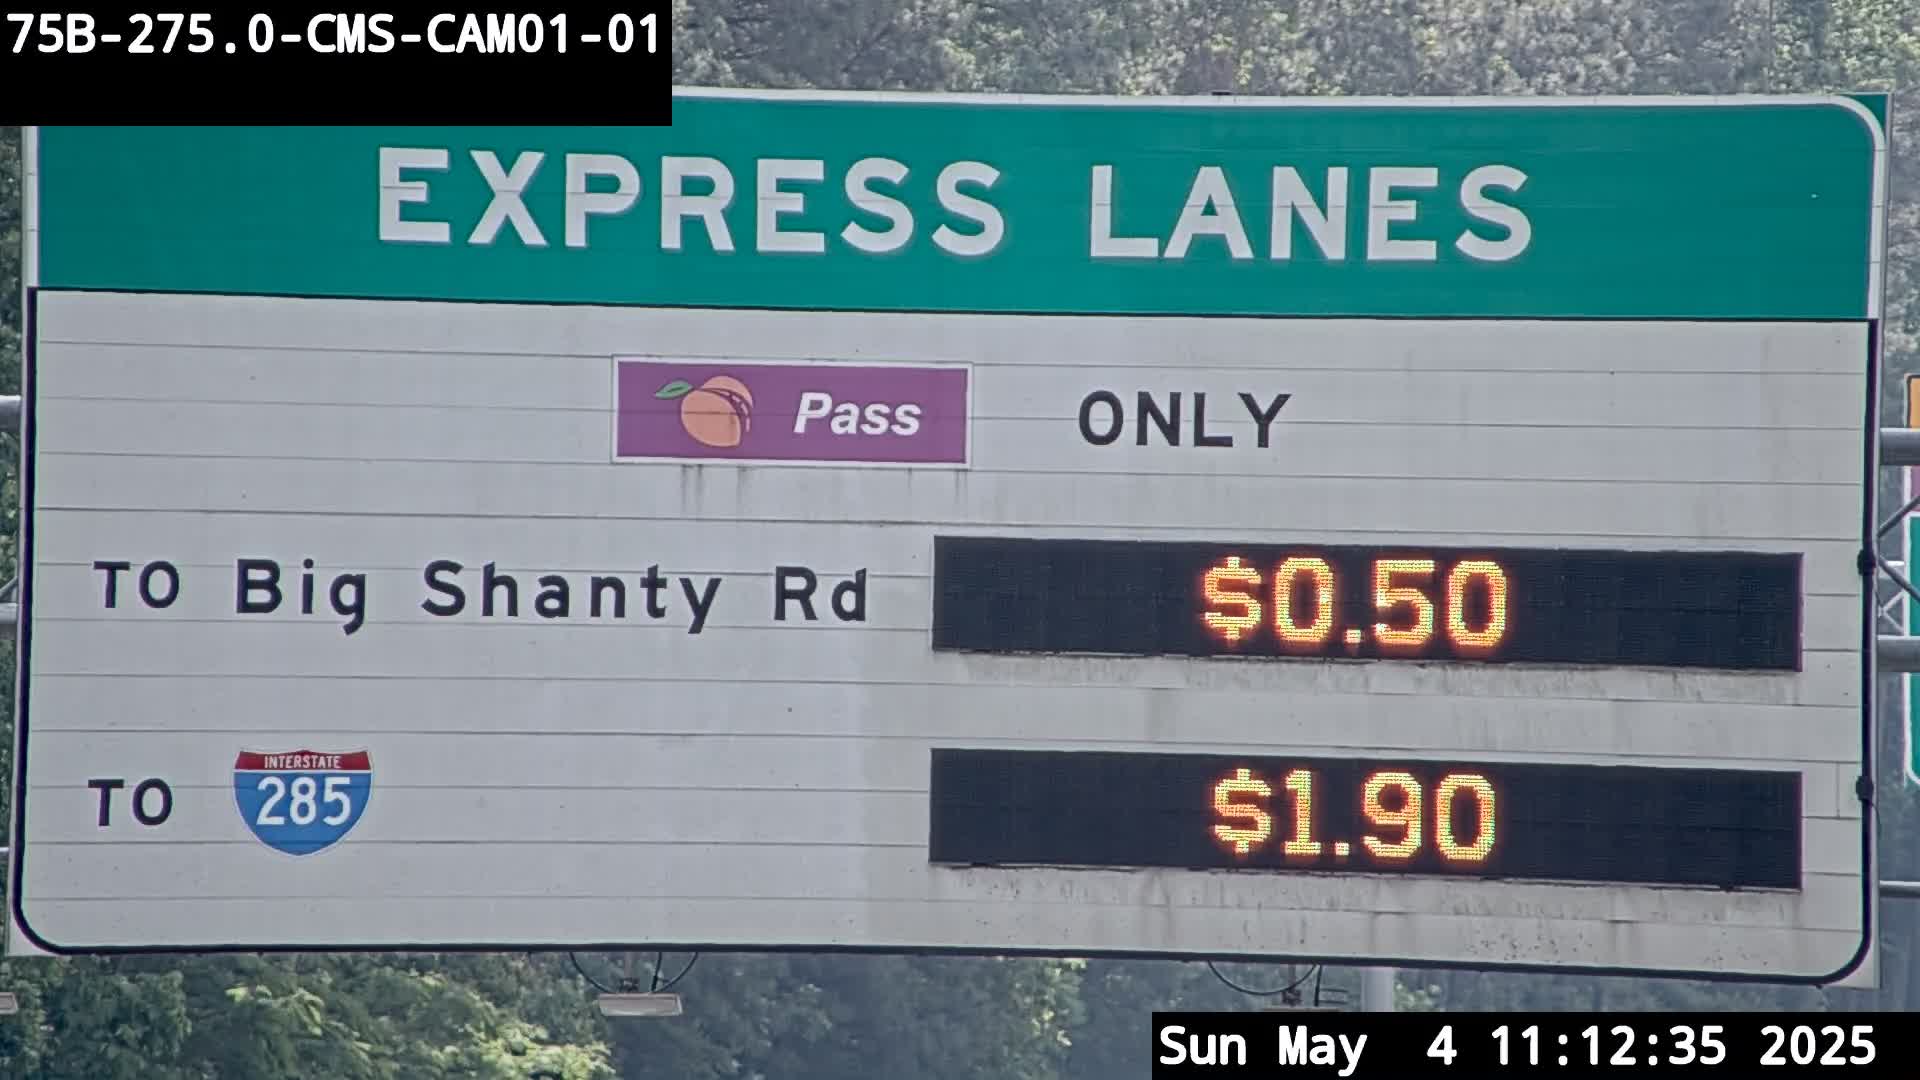 75B-275.0-CMS-CAM01-01
EXPRESS LANES
Pass ONLY
TO Big Shanty Rd $0.50
INTERSTATE
TO 285 $1.90
Sun May 4 11:12:35 2025